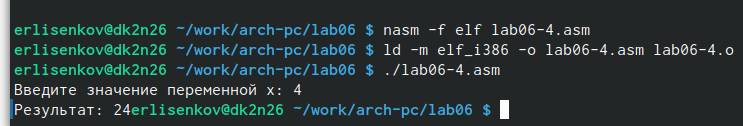 erlisenkov@dk2n26 ~/work/arch-pc/lab06 $ nasm -f elf lab06-4.asm
erlisenkov@dk2n26 ~/work/arch-pc/lab06 $ ld -m elf_i386 -o lab06-4.asm lab06-4.o
erlisenkov@dk2n26 ~/work/arch-pc/lab06 $ ./lab06-4.asm
Введите значение переменной x: 4
Результат: 24erlisenkov@dk2n26 ~/work/arch-pc/lab06 $